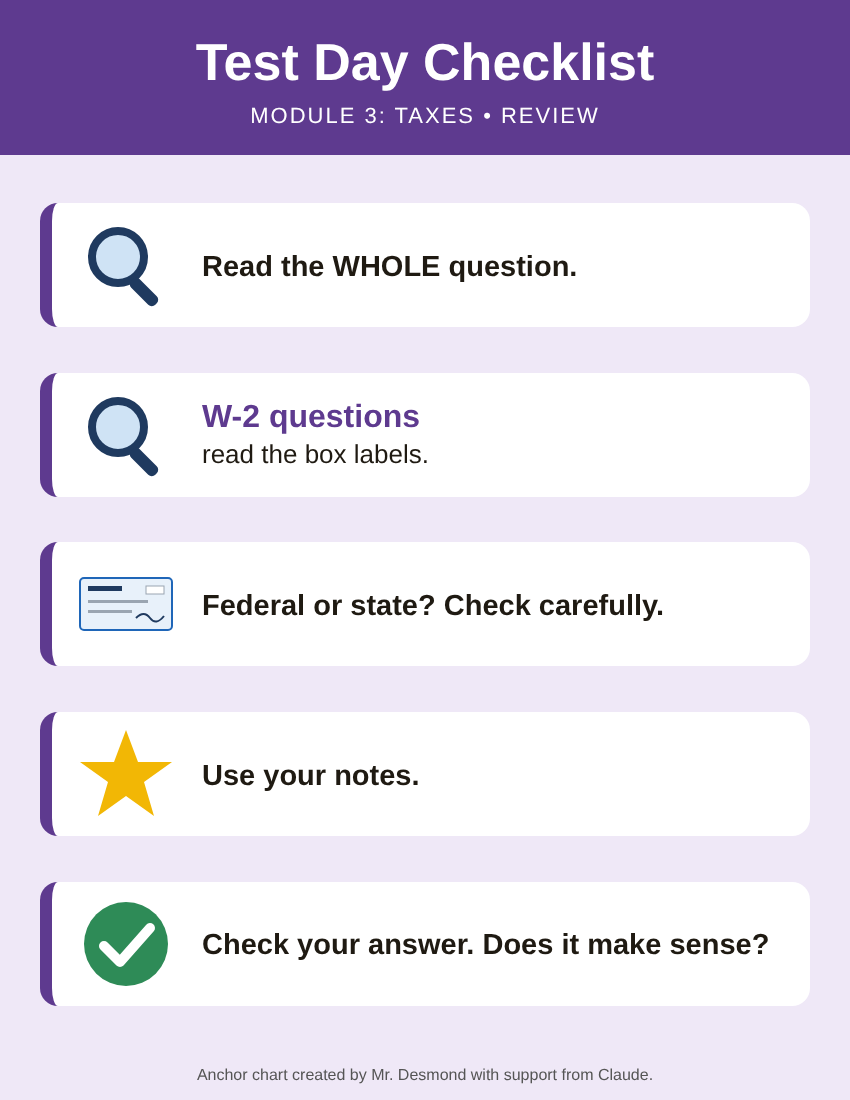 Test Day Checklist
MODULE 3: TAXES • REVIEW
Read the WHOLE question.
W-2 questions
read the box labels.
Federal or state? Check carefully.
Use your notes.
Check your answer. Does it make sense?
Anchor chart created by Mr. Desmond with support from Claude.